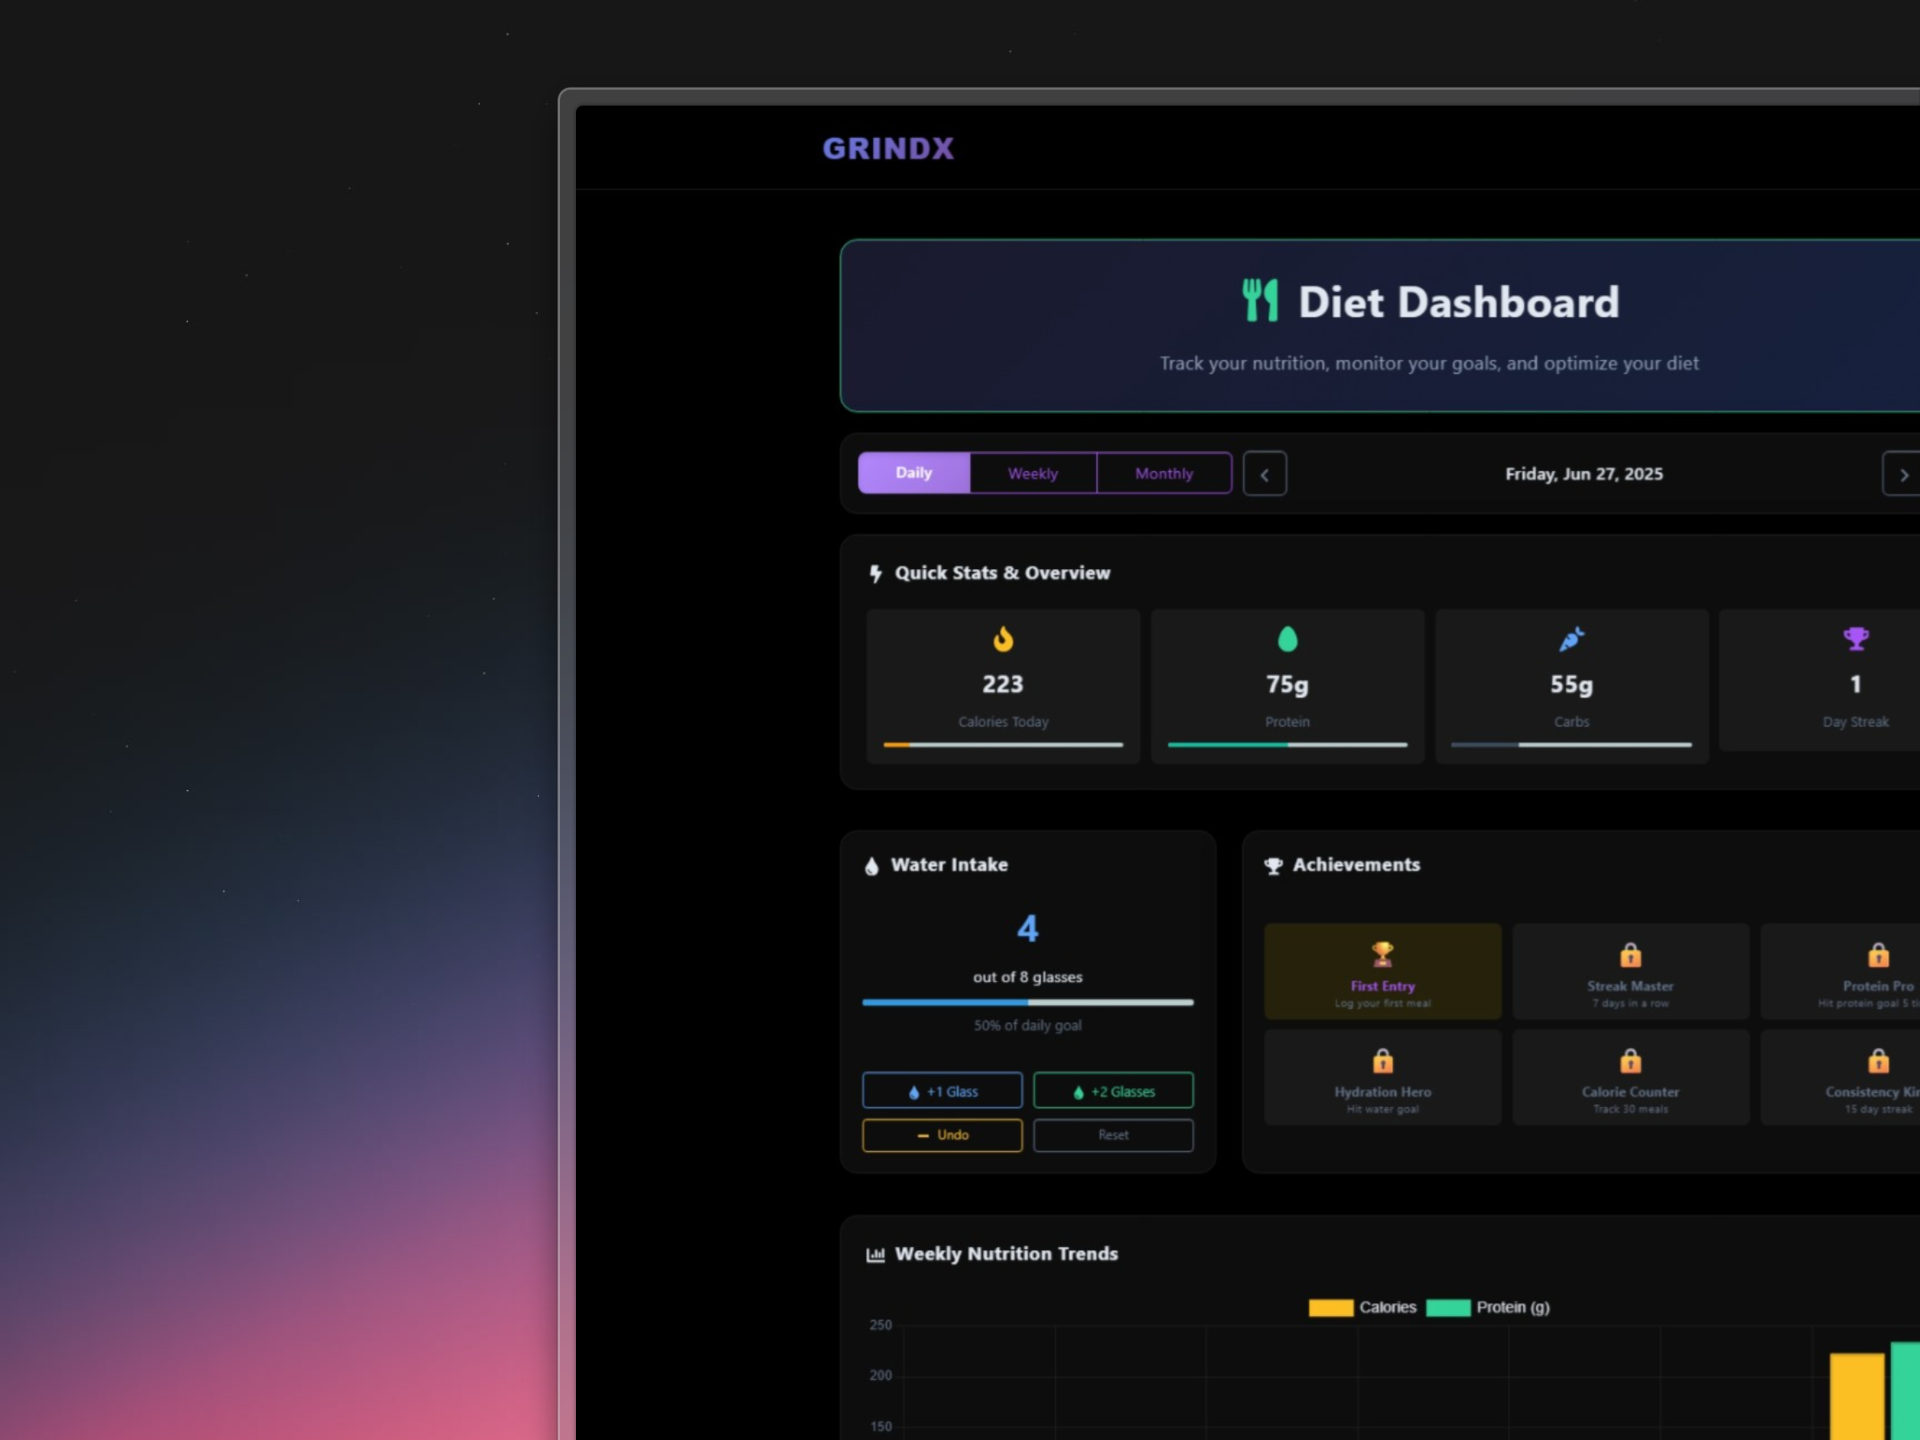 GRINDX
Diet Dashboard
Track your nutrition, monitor your goals, and optimize your diet
Daily
Weekly
Monthly
Friday, Jun 27, 2025
Quick Stats & Overview
223
Calories Today
75g
Protein
55g
Carbs
1
Day Streak
Water Intake
4
out of 8 glasses
50% of daily goal
+1 Glass
+2 Glasses
Undo
Reset
Achievements
First Entry
Log your first meal
Streak Master
7 days in a row
Protein Pro
Hit protein goal 5
Hydration Hero
Hit water goal
Calorie Counter
Track 30 meals
Consistency
15 day streak
Weekly Nutrition Trends
Calories
Protein (g)
250
200
150